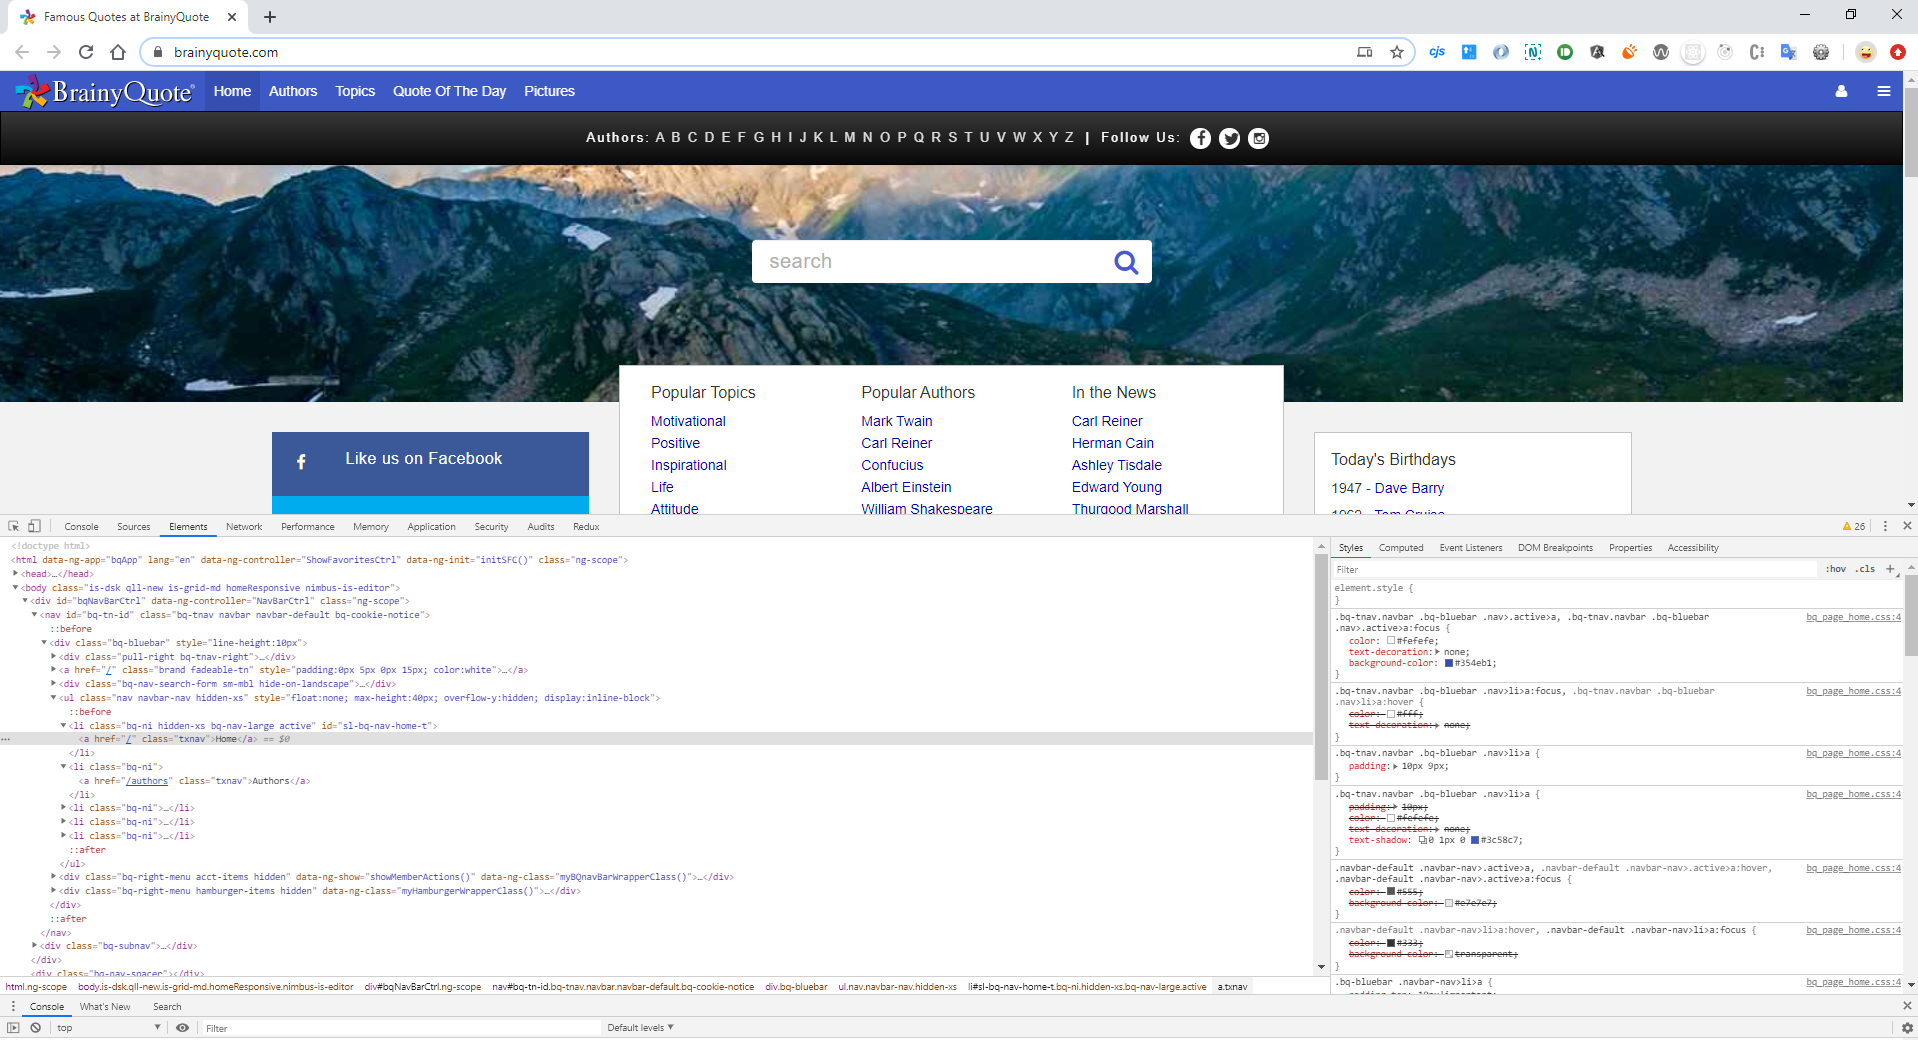 Famous Quotes at BrainyQuote
brainyquote.com
cjs
BrainyQuote®
Home Authors Topics Quote Of The Day Pictures
Authors: A B C D E F G H I J K L M N O P Q R S T U V W X Y Z | Follow Us:
search
Popular Topics
Motivational
Positive
Inspirational
Life
Attitude
Popular Authors
Mark Twain
Carl Reiner
Confucius
Albert Einstein
William Shakespeare
In the News
Carl Reiner
Herman Cain
Ashley Tisdale
Edward Young
Thurgood Marshall
Like us on Facebook
Today's Birthdays
1947 - Dave Barry
1962 - Tom Cruise
Console Sources Elements Network Performance Memory Application Security Audits Redux
26
<!doctype html>
<html data-ng-app="bqApp" lang="en" data-ng-controller="ShowFavoritesCtrl" data-ng-init="initSFC()" class="ng-scope">
<head>…</head>
<body class="is-dsk qll-new is-grid-md homeResponsive nimbus-is-editor">
<div id="bqNavBarCtrl" data-ng-controller="NavBarCtrl" class="ng-scope">
<nav id="bq-tn-id" class="bq-tnav navbar navbar-default bq-cookie-notice">
::before
<div class="bq-bluebar" style="line-height:10px">
<div class="pull-right bq-tnav-right">…</div>
<a href="/" class="brand fadeable-tn" style="padding:0px 5px 0px 15px; color:white">…</a>
<div class="bq-nav-search-form sm-mbl hide-on-landscape">…</div>
<ul class="nav navbar-nav hidden-xs" style="float:none; max-height:40px; overflow-y:hidden; display:inline-block">
::before
<li class="bq-ni hidden-xs bq-nav-large active" id="sl-bq-nav-home-t">
<a href="/" class="txnav">Home</a> == $0
</li>
<li class="bq-ni">
<a href="/authors" class="txnav">Authors</a>
</li>
<li class="bq-ni">…</li>
<li class="bq-ni">…</li>
<li class="bq-ni">…</li>
::after
</ul>
<div class="bq-right-menu acct-items hidden" data-ng-show="showMemberActions()" data-ng-class="myBQnavBarWrapperClass()">…</div>
<div class="bq-right-menu hamburger-items hidden" data-ng-class="myHamburgerWrapperClass()">…</div>
</div>
::after
</nav>
<div class="bq-subnav">…</div>
</div>
<div class="bq-nav-spacer"></div>
html.ng-scope body.is-dsk.qll-new.is-grid-md.homeResponsive.nimbus-is-editor div#bqNavBarCtrl.ng-scope nav#bq-tn-id.bq-tnav.navbar.navbar-default.bq-cookie-notice div.bq-bluebar ul.nav.navbar-nav.hidden-xs li#sl-bq-nav-home-t.bq-ni.hidden-xs.bq-nav-large.active a.txnav
Styles Computed Event Listeners DOM Breakpoints Properties Accessibility
Filter :hov .cls +
element.style {
}
.bq-tnav.navbar .bq-bluebar .nav>.active>a, .bq-tnav.navbar .bq-bluebar bq_page_home.css:4
.nav>.active>a:focus {
color: #fefefe;
text-decoration: none;
background-color: #354eb1;
}
.bq-tnav.navbar .bq-bluebar .nav>li>a:focus, .bq-tnav.navbar .bq-bluebar bq_page_home.css:4
.nav>li>a:hover {
color: #fff;
text-decoration: none;
}
.bq-tnav.navbar .bq-bluebar .nav>li>a { bq_page_home.css:4
padding: 10px 9px;
}
.bq-tnav.navbar .bq-bluebar .nav>li>a { bq_page_home.css:4
padding: 10px;
color: #fefefe;
text-decoration: none;
text-shadow: 0 1px 0 #3c58c7;
}
.navbar-default .navbar-nav>.active>a, .navbar-default .navbar-nav>.active>a:hover, bq_page_home.css:4
.navbar-default .navbar-nav>.active>a:focus {
color: #555;
background-color: #e7e7e7;
}
.navbar-default .navbar-nav>li>a:hover, .navbar-default .navbar-nav>li>a:focus { bq_page_home.css:4
color: #333;
background-color: transparent;
}
.bq-bluebar .navbar-nav>li>a { bq_page_home.css:4
padding-top: 10px!important;
Console What's New Search
top Filter Default levels